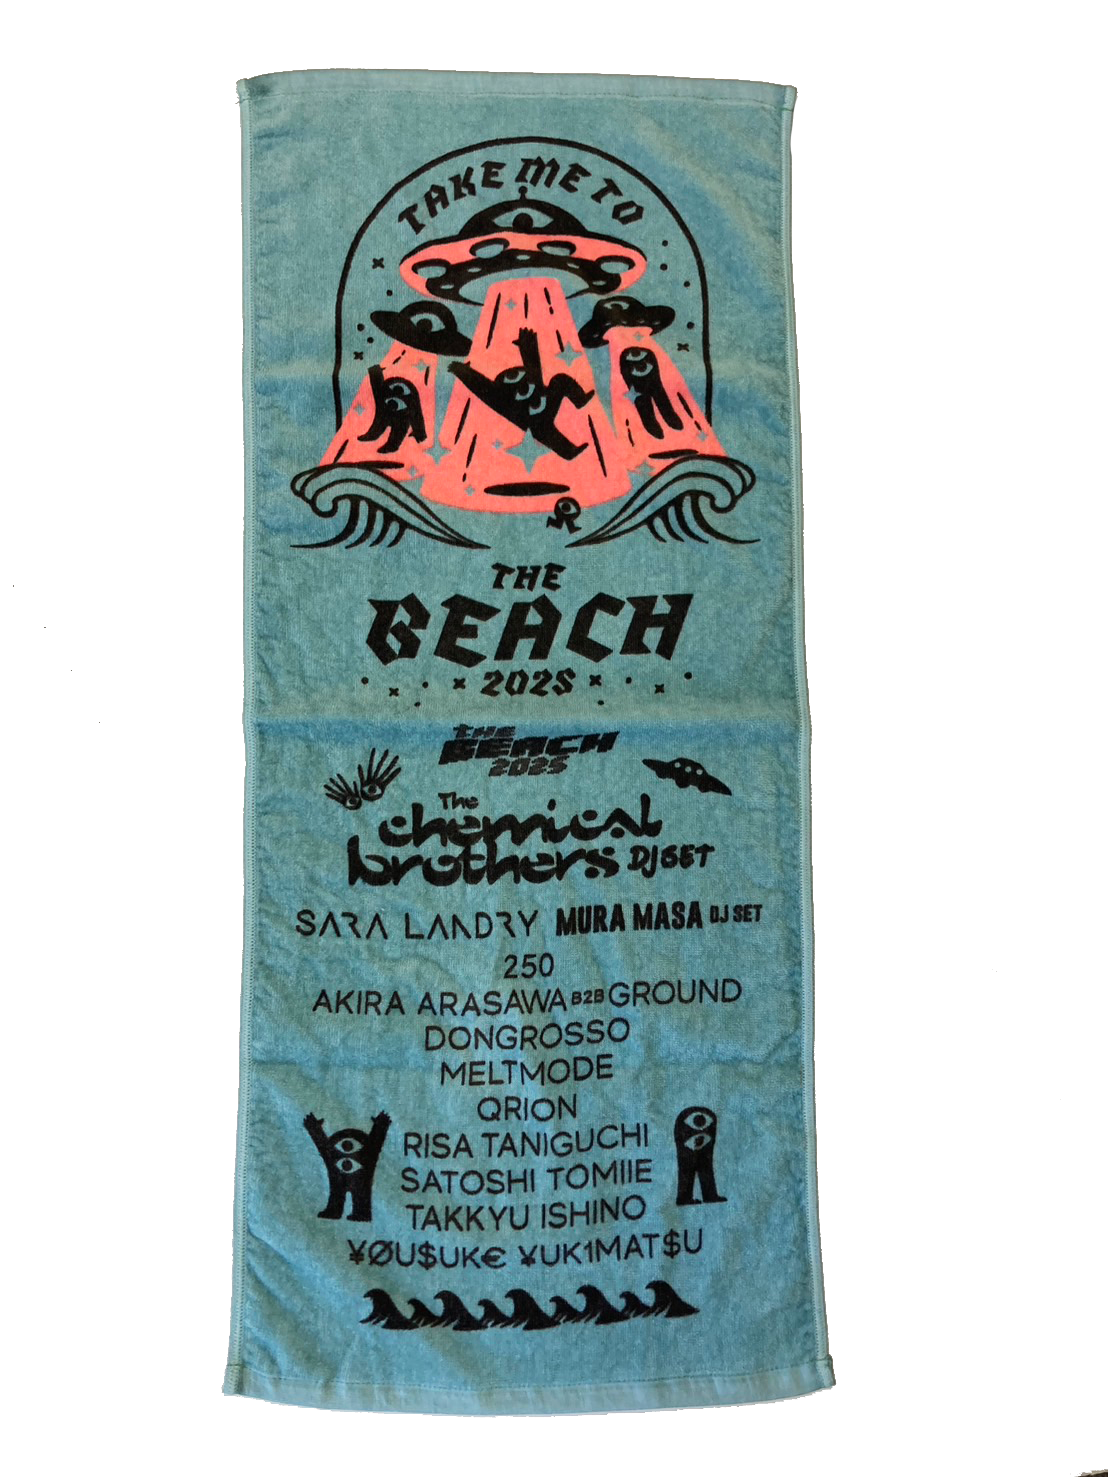 TAKE ME TO
THE
BEACH
2025
THE
BEACH
2025
The
chemical
brothers DJ SET
SARA LANDRY MURA MASA DJ SET
250
AKIRA ARASAWA B2B GROUND
DONGROSSO
MELTMODE
QRION
RISA TANIGUCHI
SATOSHI TOMIIE
TAKKYU ISHINO
¥ØU$UK€ ¥UK1MAT$U